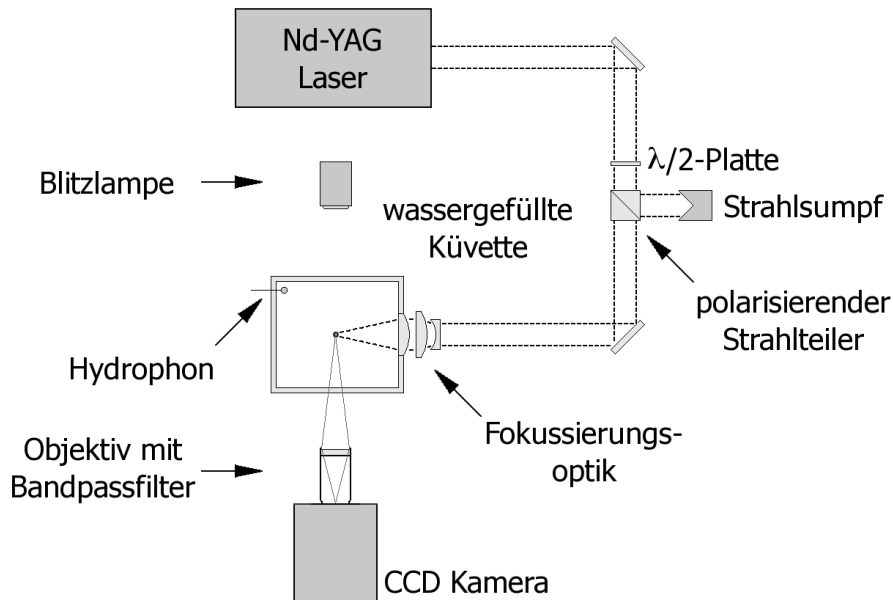 Nd-YAG
Laser
λ/2-Platte
Blitzlampe
wassergefüllte
Küvette
Strahlsumpf
polarisierender
Strahlteiler
Hydrophon
Fokussierungs-
optik
Objektiv mit
Bandpassfilter
CCD Kamera